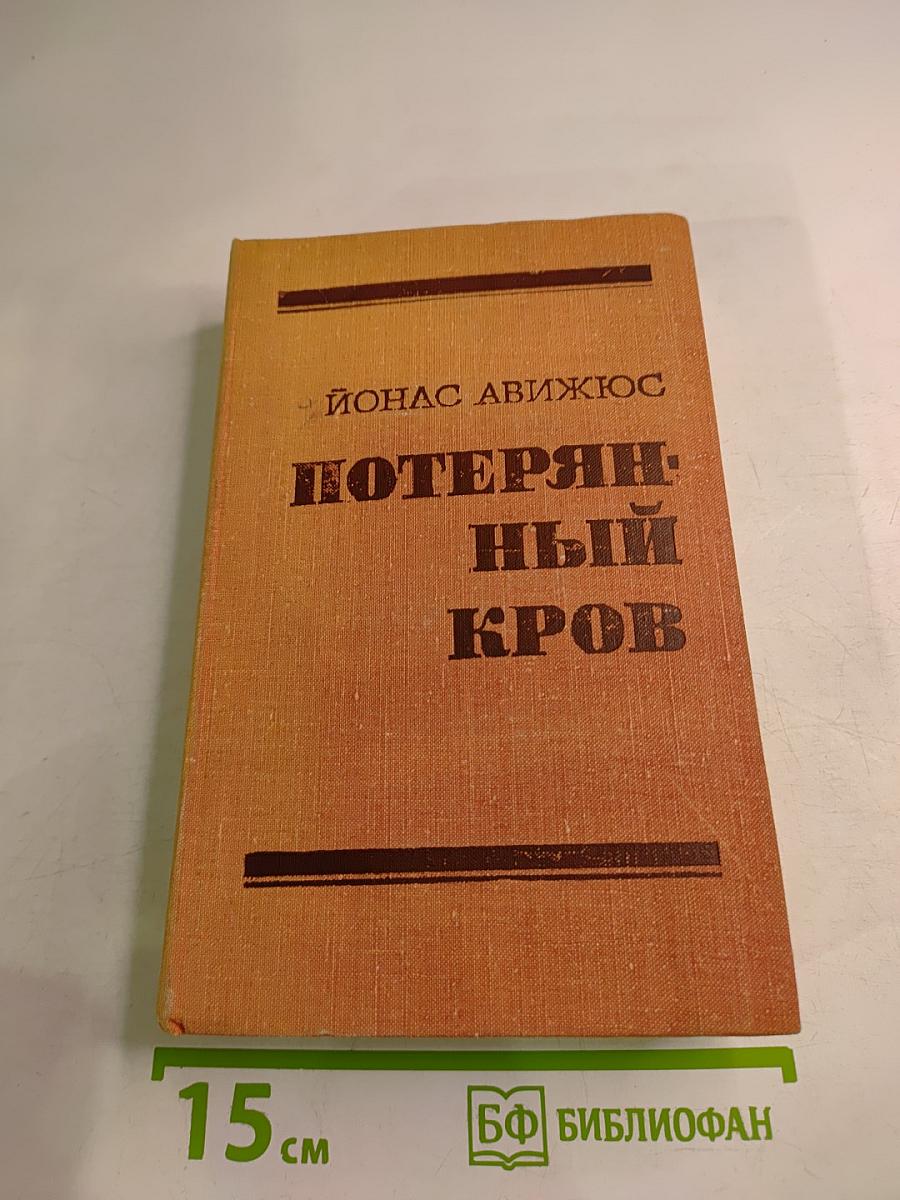 ЙОНАС АВИЖЮС
ПОТЕРЯН-
НЫЙ
КРОВ
15 см
БФ БИБЛИОФАН